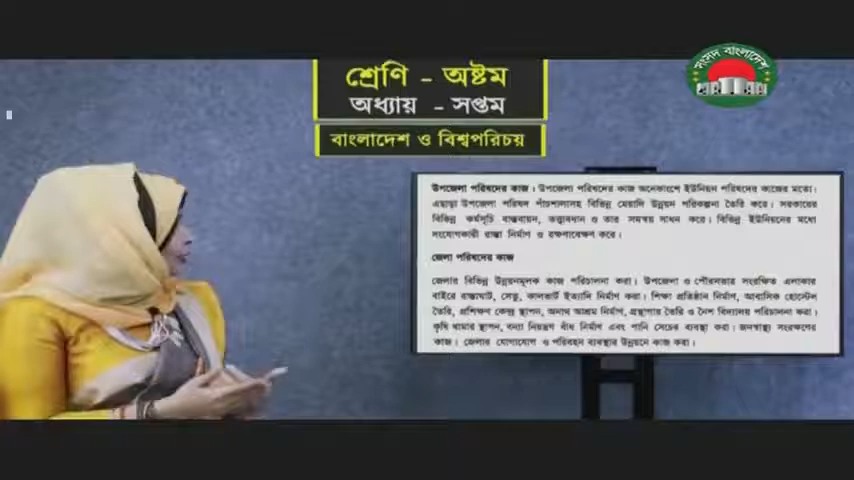 সংসদ বাংলাদেশ
শ্রেণি - অষ্টম
অধ্যায় - সপ্তম
বাংলাদেশ ও বিশ্বপরিচয়
উপজেলা পরিষদের কাজ : উপজেলা পরিষদের কাজ অনেকাংশে ইউনিয়ন পরিষদের কাজের মতো।
এছাড়া উপজেলা পরিষদ পাঁচশালাসহ বিভিন্ন মেয়াদি উন্নয়ন পরিকল্পনা তৈরি করে। সরকারের
বিভিন্ন কর্মসূচি বাস্তবায়ন, তত্ত্বাবধান ও তার সমন্বয় সাধন করে। বিভিন্ন ইউনিয়নের মধ্যে
সংযোগকারী রাস্তা নির্মাণ ও রক্ষণাবেক্ষণ করে।
জেলা পরিষদের কাজ
জেলার বিভিন্ন উন্নয়নমূলক কাজ পরিচালনা করা। উপজেলা ও পৌরসভার সংরক্ষিত এলাকার
বাইরে রাস্তাঘাট, সেতু, কালভার্ট ইত্যাদি নির্মাণ করা। শিক্ষা প্রতিষ্ঠান নির্মাণ, আবাসিক হোস্টেল
তৈরি, প্রশিক্ষণ কেন্দ্র স্থাপন, অনাথ আশ্রম নির্মাণ, গ্রন্থাগার তৈরি ও নৈশ বিদ্যালয় পরিচালনা করা।
কৃষি খামার স্থাপন, বন্যা নিয়ন্ত্রণ বাঁধ নির্মাণ এবং পানি সেচের ব্যবস্থা করা। জনস্বাস্থ্য সংরক্ষণের
কাজ। জেলার যোগাযোগ ও পরিবহন ব্যবস্থার উন্নয়নে কাজ করা।